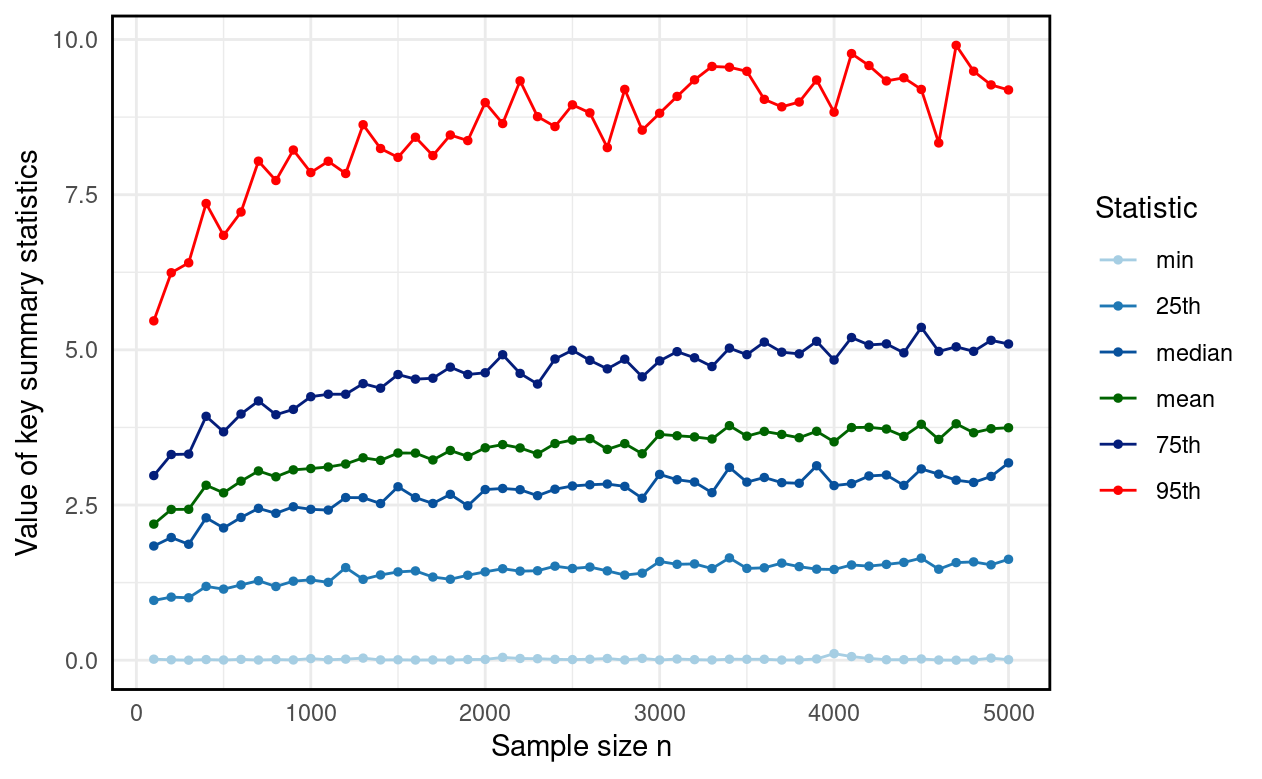 Value of key summary statistics
10.0
7.5
5.0
2.5
0.0
0 1000 2000 3000 4000 5000
Sample size n
Statistic
min
25th
median
mean
75th
95th